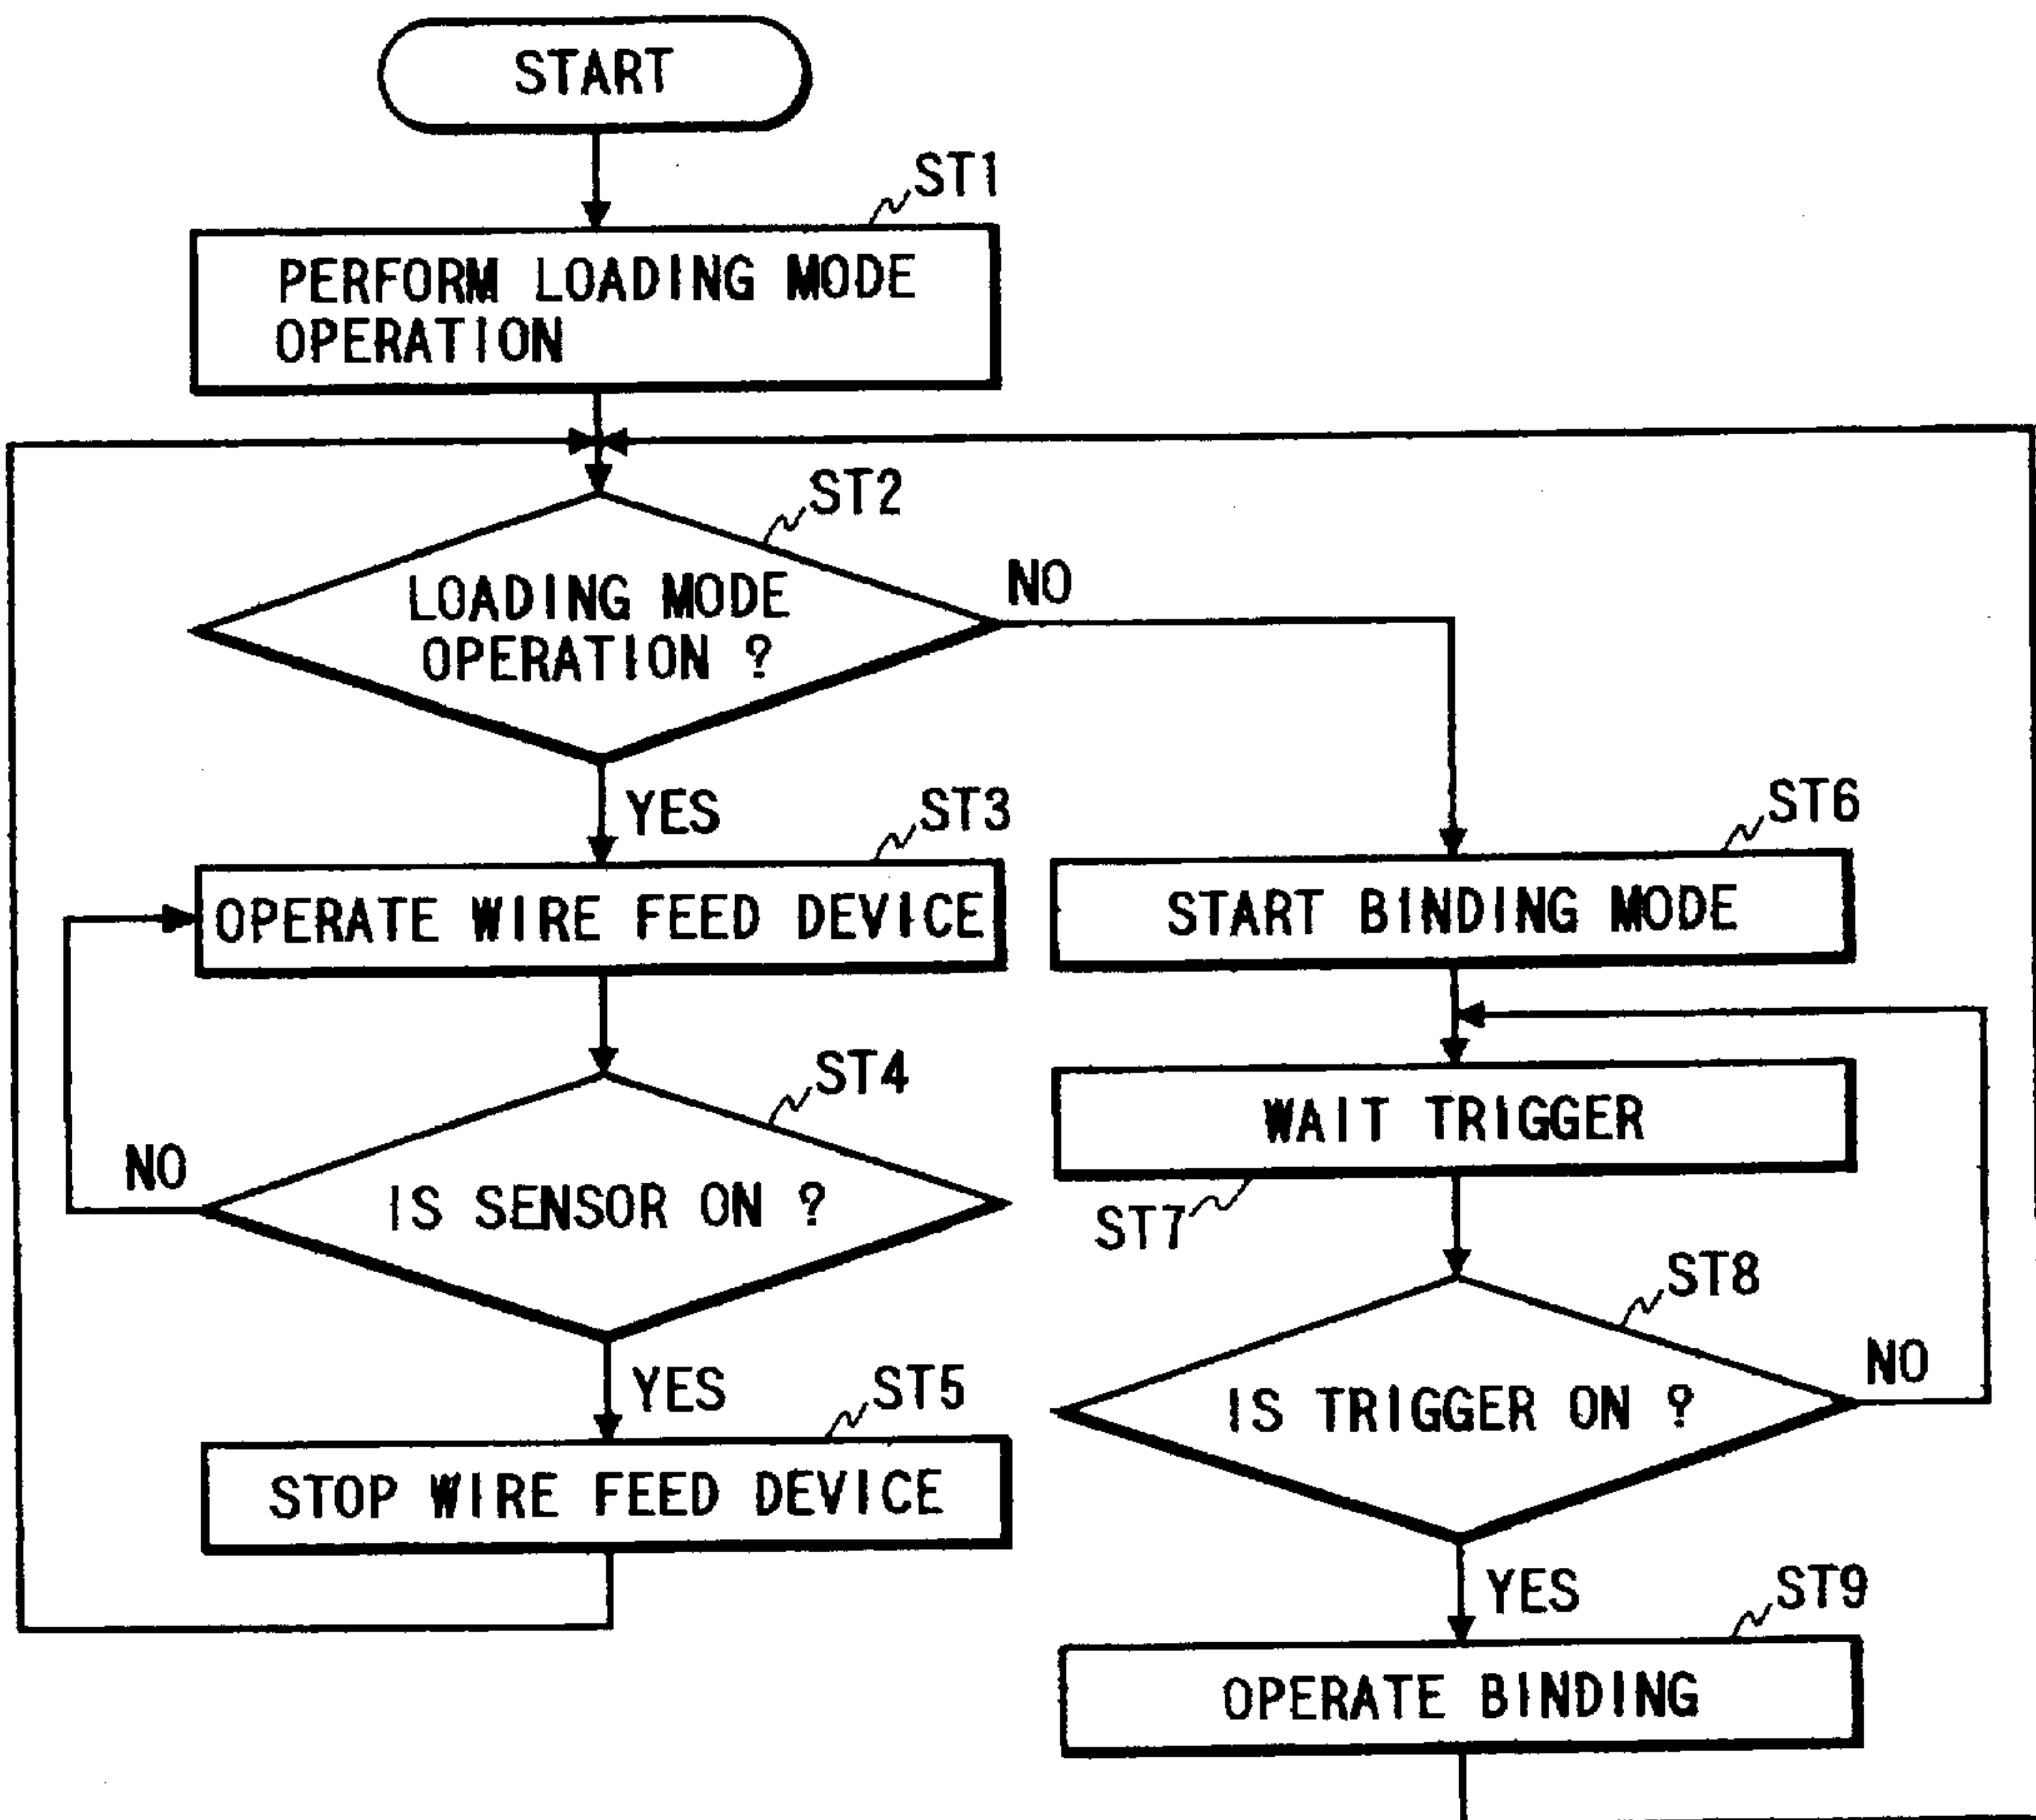 START
ST1
PERFORM LOADING MODE
OPERATION
ST2
LOADING MODE
OPERATION ?
NO
YES
ST3
OPERATE WIRE FEED DEVICE
ST4
IS SENSOR ON ?
NO
YES
ST5
STOP WIRE FEED DEVICE
ST6
START BINDING MODE
WAIT TRIGGER
ST7
ST8
IS TRIGGER ON ?
NO
YES
ST9
OPERATE BINDING